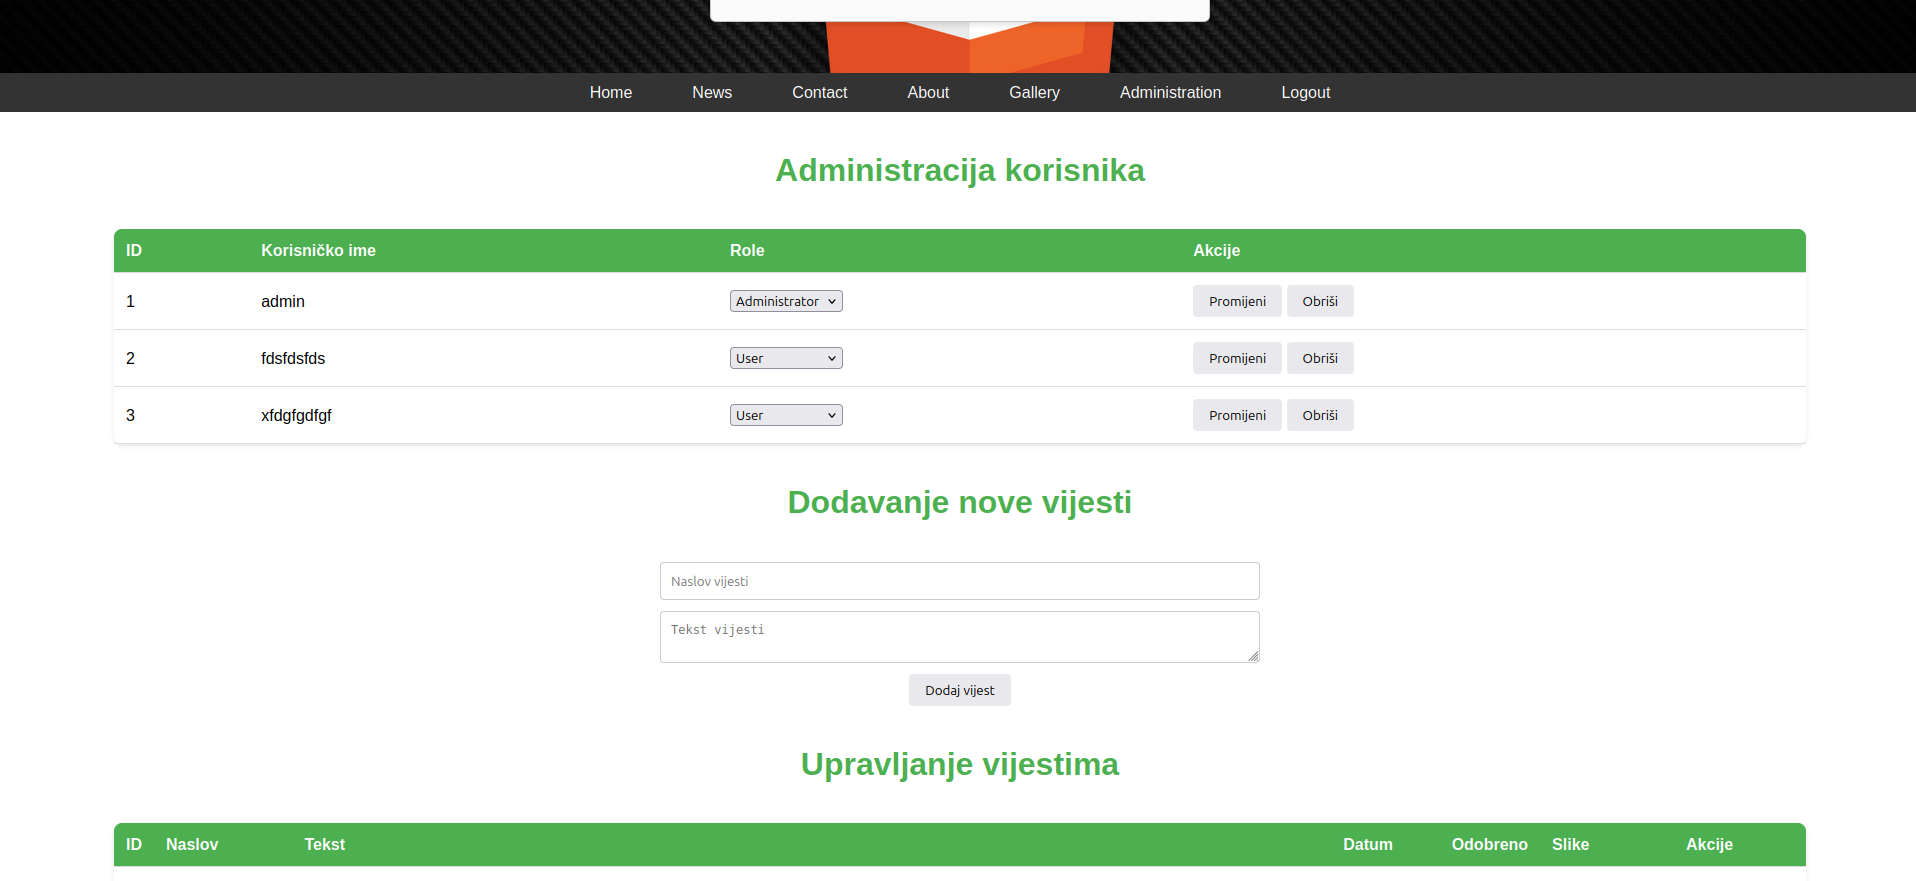 Home News Contact About Gallery Administration Logout
Administracija korisnika
ID Korisničko ime Role Akcije
1 admin Administrator Promijeni Obriši
2 fdsfdsfds User Promijeni Obriši
3 xfdgfgdfgf User Promijeni Obriši
Dodavanje nove vijesti
Naslov vijesti
Tekst vijesti
Dodaj vijest
Upravljanje vijestima
ID Naslov Tekst Datum Odobreno Slike Akcije